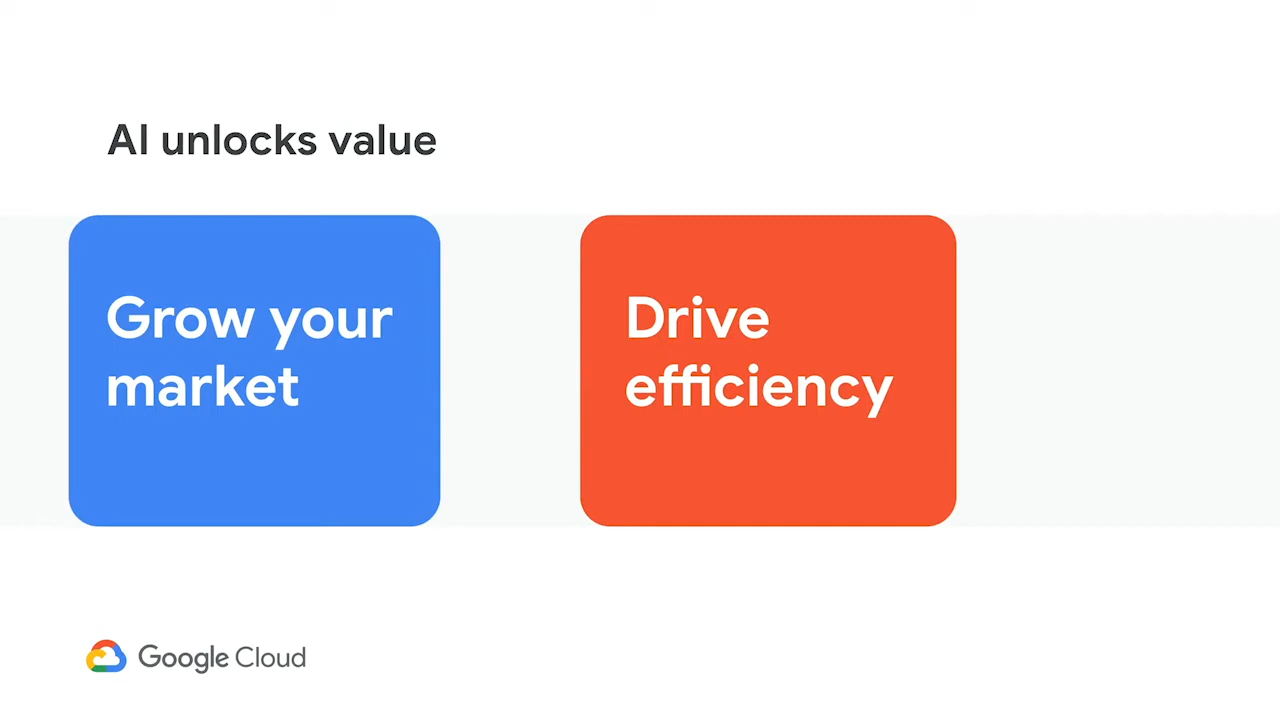 AI unlocks value
Grow your
market
Drive
efficiency
Google Cloud